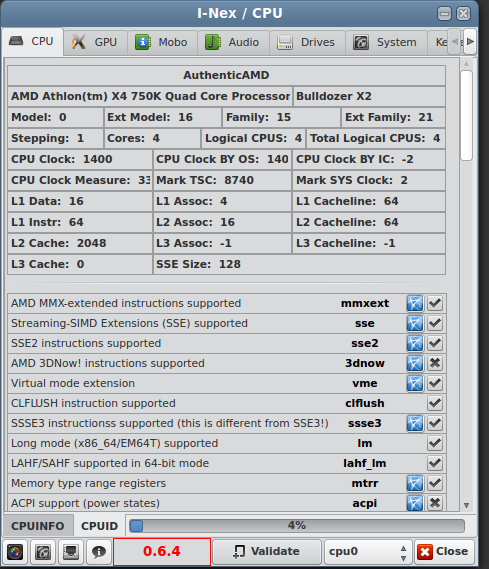 I-Nex / CPU
CPU GPU Mobo Audio Drives System Ke
AuthenticAMD
AMD Athlon(tm) X4 750K Quad Core Processor Bulldozer X2
Model: 0 Ext Model: 16 Family: 15 Ext Family: 21
Stepping: 1 Cores: 4 Logical CPUS: 4 Total Logical CPUS: 4
CPU Clock: 1400 CPU Clock BY OS: 140 CPU Clock BY IC: -2
CPU Clock Measure: 33 Mark TSC: 8740 Mark SYS Clock: 2
L1 Data: 16 L1 Assoc: 4 L1 Cacheline: 64
L1 Instr: 64 L2 Assoc: 16 L2 Cacheline: 64
L2 Cache: 2048 L3 Assoc: -1 L3 Cacheline: -1
L3 Cache: 0 SSE Size: 128
AMD MMX-extended instructions supported mmxext
Streaming-SIMD Extensions (SSE) supported sse
SSE2 instructions supported sse2
AMD 3DNow! instructions supported 3dnow
Virtual mode extension vme
CLFLUSH instruction supported clflush
SSSE3 instructionss supported (this is different from SSE3!) ssse3
Long mode (x86_64/EM64T) supported lm
LAHF/SAHF supported in 64-bit mode lahf_lm
Memory type range registers mtrr
ACPI support (power states) acpi
CPUINFO CPUID 4%
0.6.4 Validate cpu0 Close